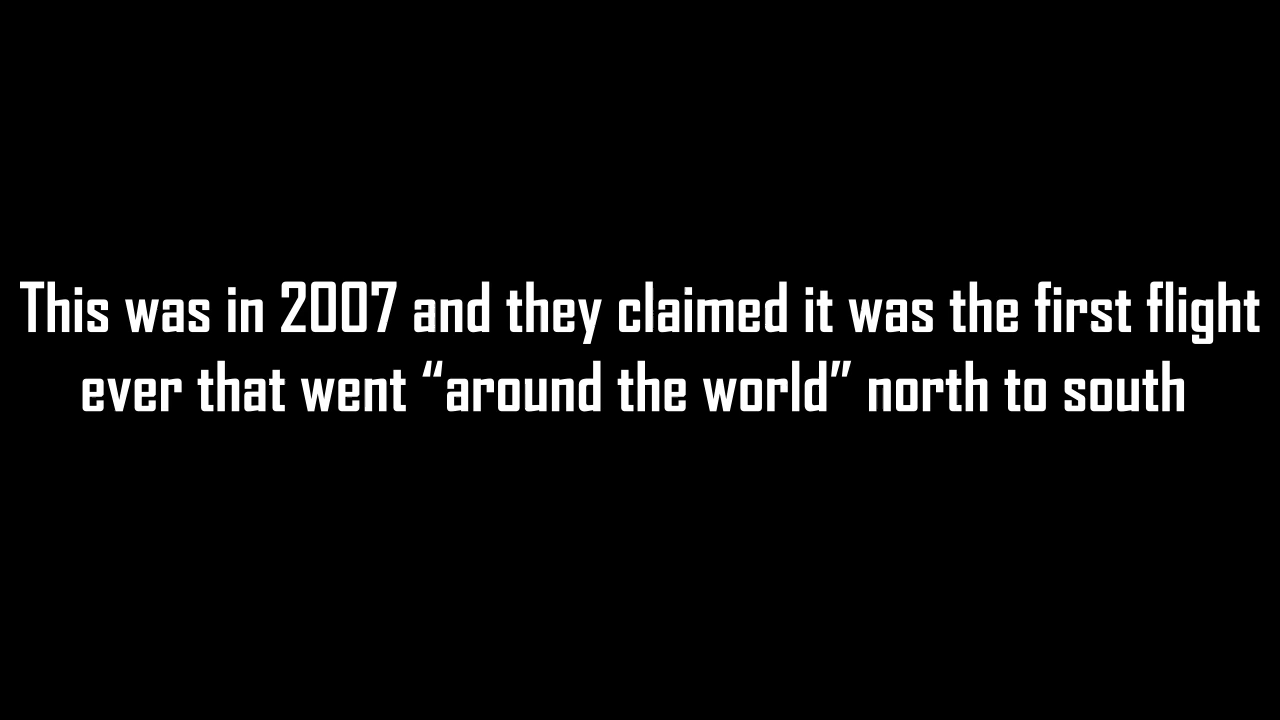 This was in 2007 and they claimed it was the first flight
ever that went “around the world” north to south